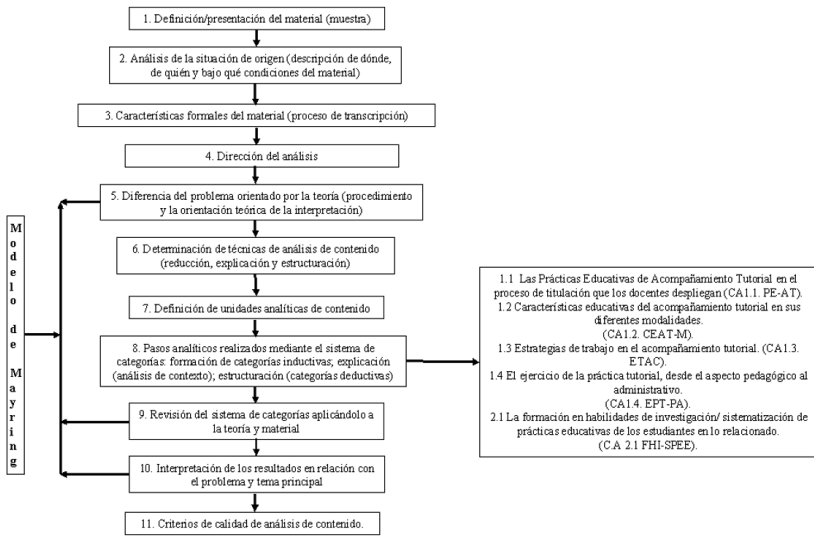 1. Definición/presentación del material (muestra)
2. Análisis de la situación de origen (descripción de dónde,
de quién y bajo qué condiciones del material)
3. Características formales del material (proceso de transcripción)
4. Dirección del análisis
5. Diferencia del problema orientado por la teoría (procedimiento
y la orientación teórica de la interpretación)
6. Determinación de técnicas de análisis de contenido
(reducción, explicación y estructuración)
7. Definición de unidades analíticas de contenido
8. Pasos analíticos realizados mediante el sistema de
categorías: formación de categorías inductivas; explicación
(análisis de contexto); estructuración (categorías deductivas)
9. Revisión del sistema de categorías aplicándolo a
la teoría y material
10. Interpretación de los resultados en relación con
el problema y tema principal
11. Criterios de calidad de análisis de contenido.
Modelo de Mayring
1.1 Las Prácticas Educativas de Acompañamiento Tutorial en el
proceso de titulación que los docentes despliegan (CA1.1. PE-AT).
1.2 Características educativas del acompañamiento tutorial en sus
diferentes modalidades.
(CA1.2. CEAT-M).
1.3 Estrategias de trabajo en el acompañamiento tutorial. (CA1.3.
ETAC).
1.4 El ejercicio de la práctica tutorial, desde el aspecto pedagógico al
administrativo.
(CA1.4. EPT-PA).
2.1 La formación en habilidades de investigación/ sistematización de
prácticas educativas de los estudiantes en lo relacionado.
(C.A 2.1 FHI-SPEE).